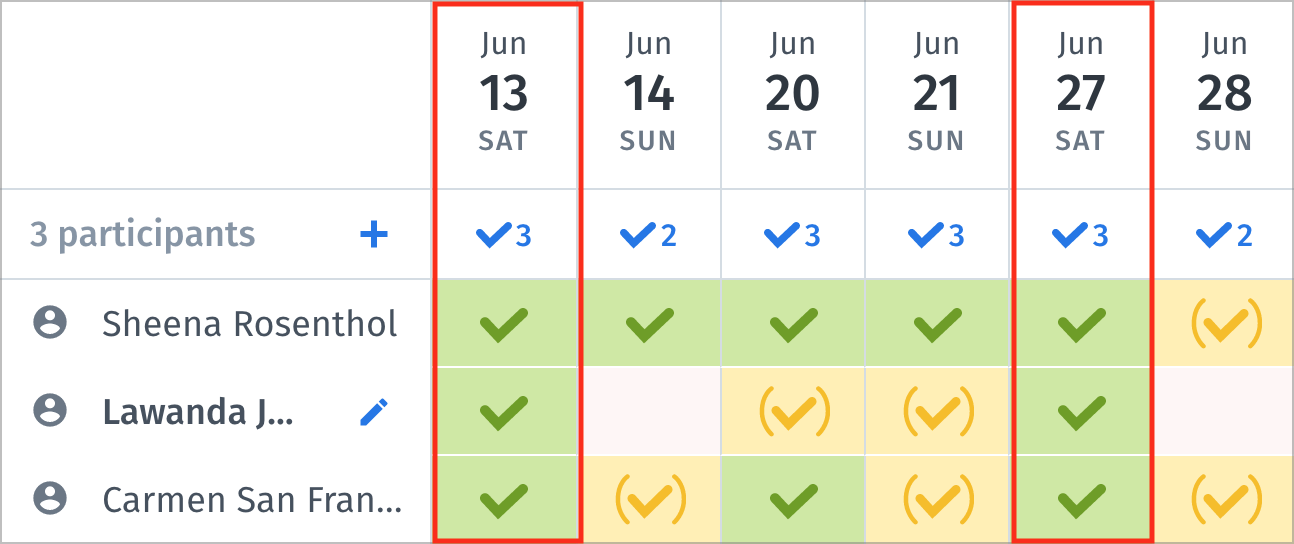 Jun Jun Jun Jun Jun Jun
13 14 20 21 27 28
SAT SUN SAT SUN SAT SUN
3 participants + 3 2 3 3 3 2
Sheena Rosenthol
Lawanda J...
Carmen San Fran...